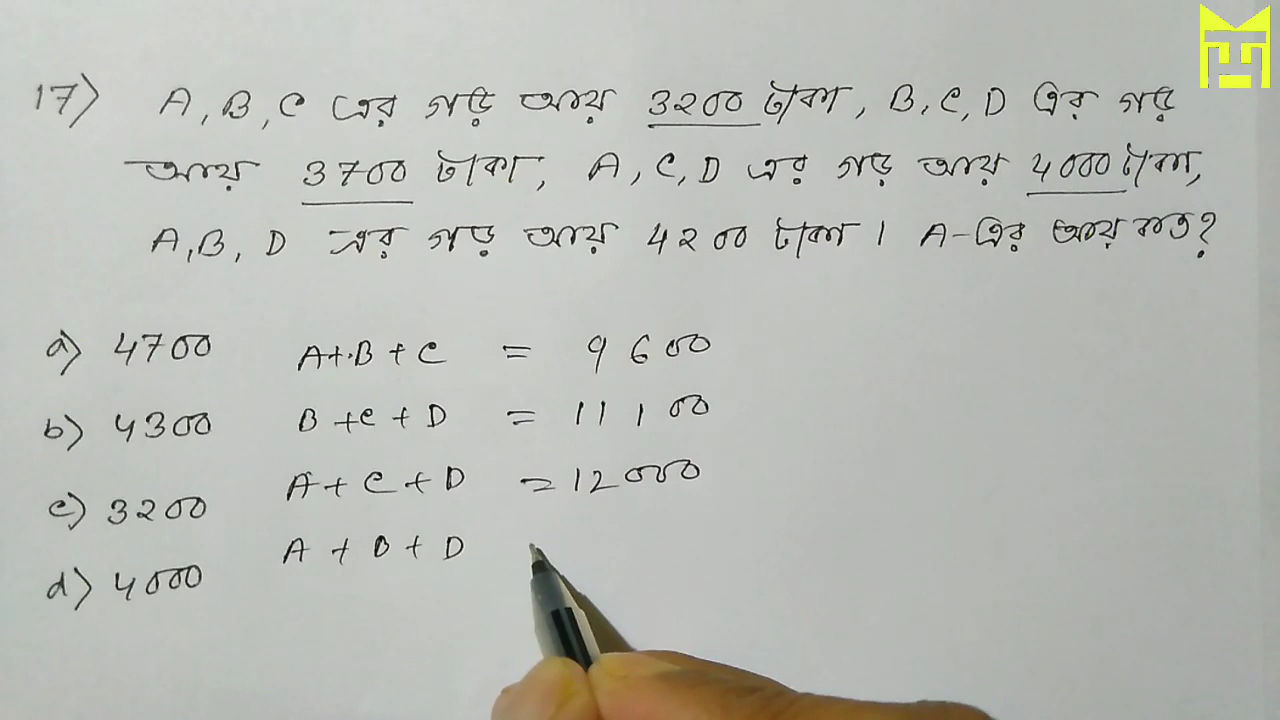 17) A, B, C এর গড় আয় 3200 টাকা, B, C, D এর গড়
আয় 3700 টাকা, A, C, D এর গড় আয় 4000 টাকা,
A, B, D এর গড় আয় 4200 টাকা। A-এর আয় কত?
a) 4700 A+B+C = 9600
b) 4300 B+C+D = 11100
c) 3200 A+C+D = 12000
d) 4000 A+B+D